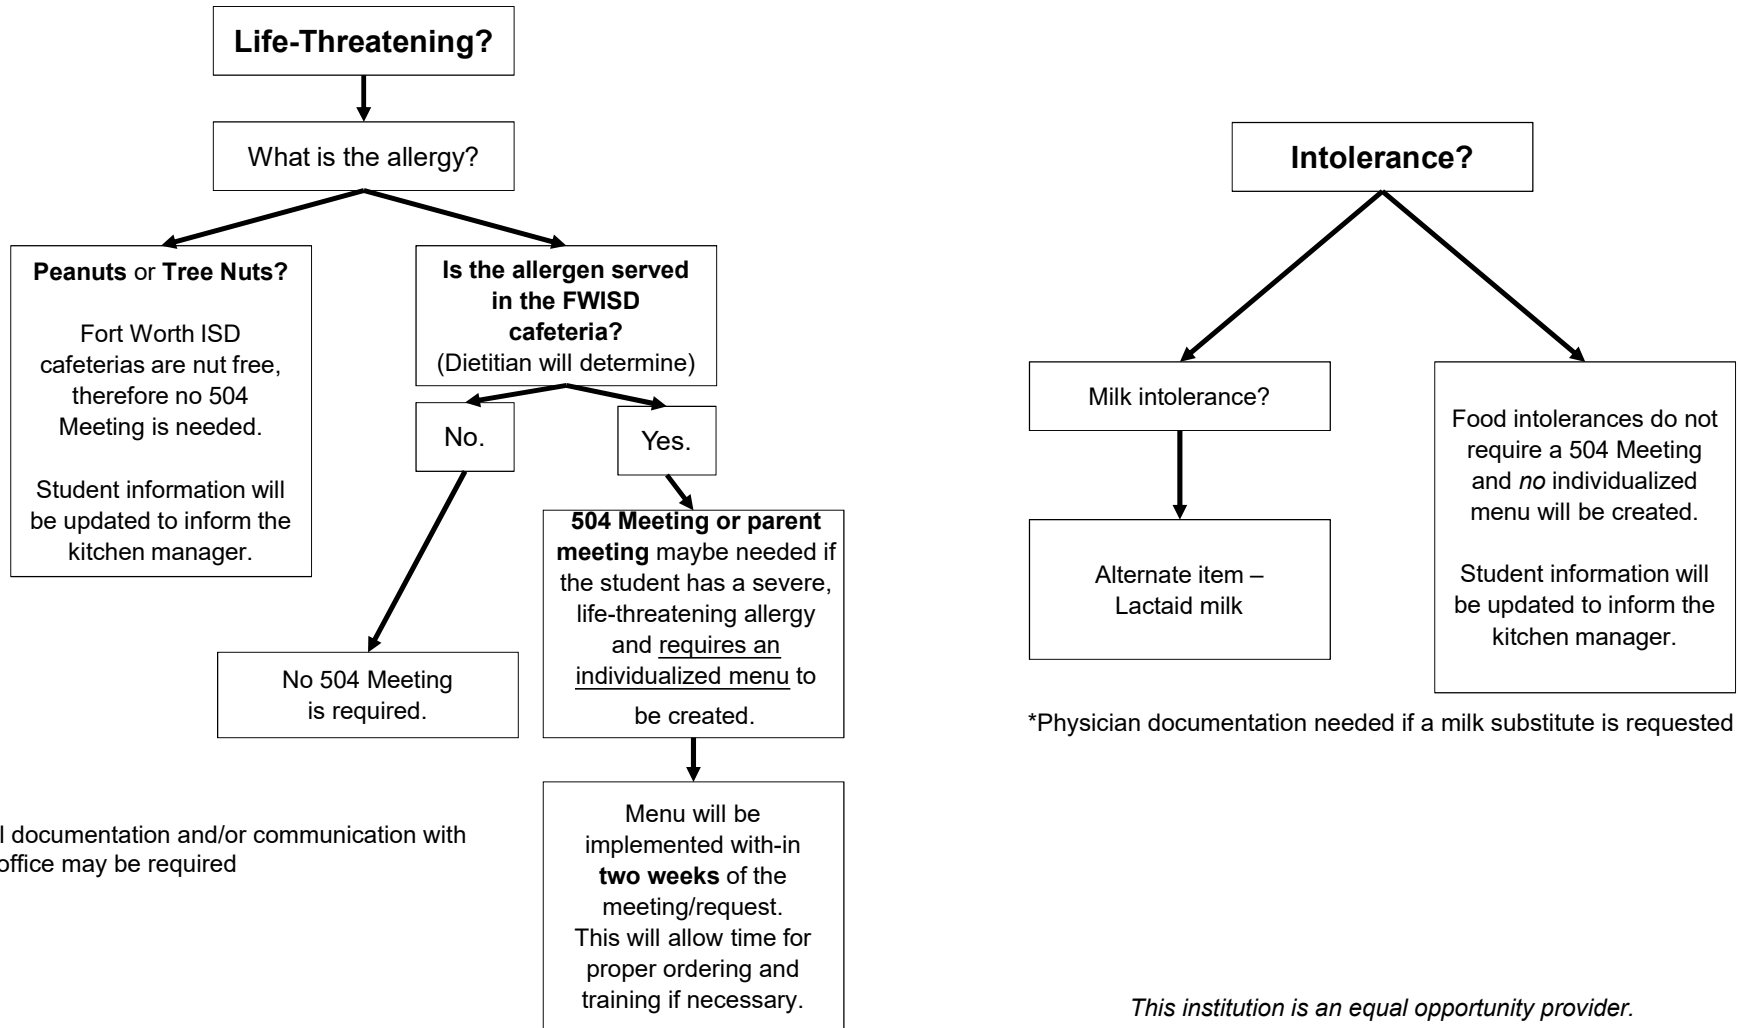 Life-Threatening?
What is the allergy?
Peanuts or Tree Nuts?
Fort Worth ISD
cafeterias are nut free,
therefore no 504
Meeting is needed.
Student information will
be updated to inform the
kitchen manager.
Is the allergen served
in the FWISD
cafeteria?
(Dietitian will determine)
No.
Yes.
No 504 Meeting
is required.
504 Meeting or parent
meeting maybe needed if
the student has a severe,
life-threatening allergy
and requires an
individualized menu to
be created.
Menu will be
implemented with-in
two weeks of the
meeting/request.
This will allow time for
proper ordering and
training if necessary.
documentation and/or communication with
office may be required
Intolerance?
Milk intolerance?
Alternate item –
Lactaid milk
Food intolerances do not
require a 504 Meeting
and no individualized
menu will be created.
Student information will
be updated to inform the
kitchen manager.
*Physician documentation needed if a milk substitute is requested
This institution is an equal opportunity provider.